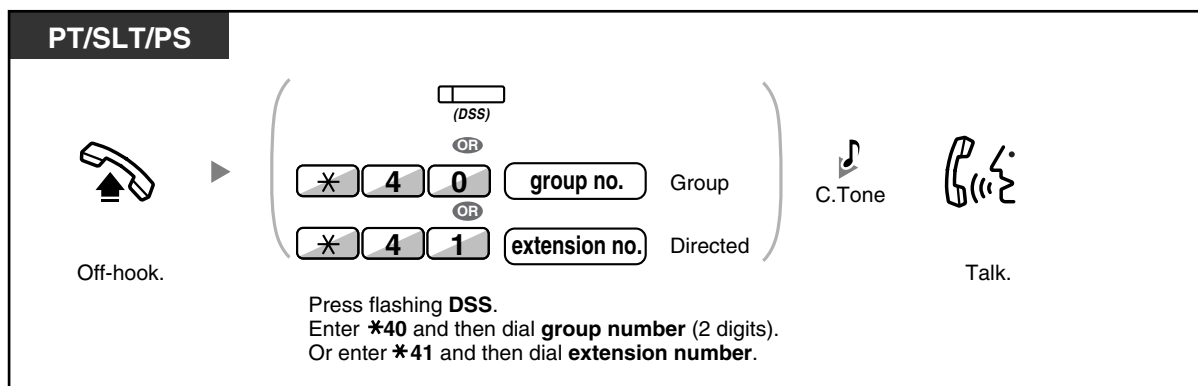 PT/SLT/PS
(DSS)
OR
* 4 0 group no. Group
OR
* 4 1 extension no. Directed
C.Tone
Off-hook.
Talk.
Press flashing DSS.
Enter *40 and then dial group number (2 digits).
Or enter *41 and then dial extension number.